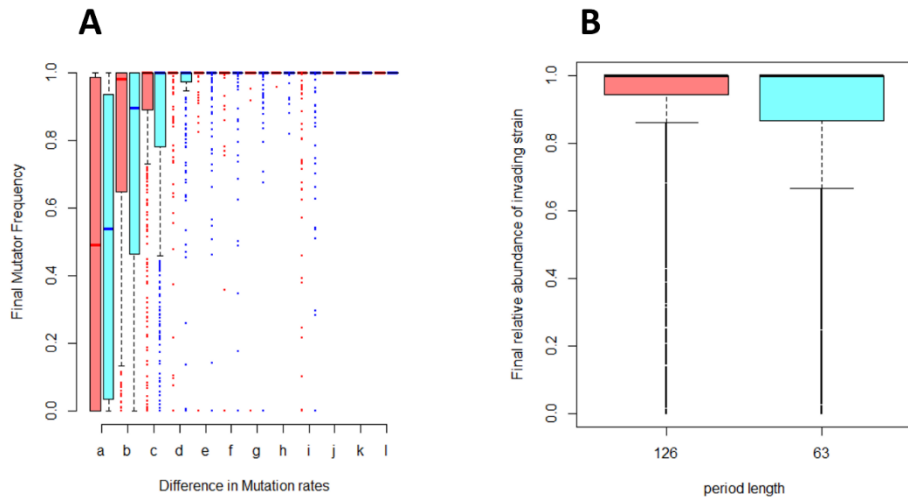 A
Final Mutator Frequency
1.0
0.8
0.6
0.4
0.2
0.0
a b c d e f g h i j k l
Difference in Mutation rates
B
Final relative abundance of invading strain
1.0
0.8
0.6
0.4
0.2
0.0
126 63
period length